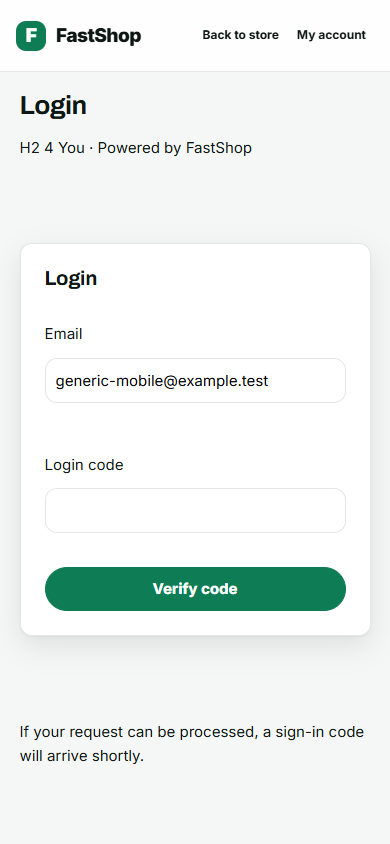 F FastShop Back to store My account
Login
H2 4 You · Powered by FastShop
Login
Email
generic-mobile@example.test
Login code
Verify code
If your request can be processed, a sign-in code
will arrive shortly.